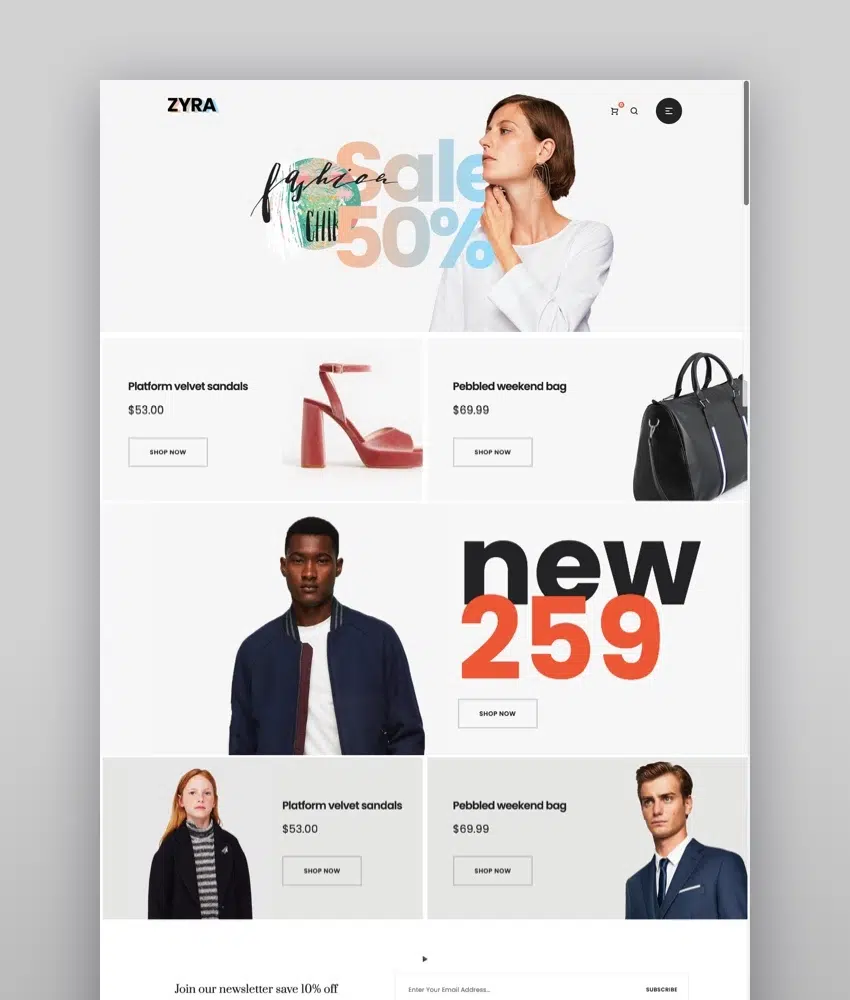 ZYRA
0
Sale
fashion
CHIK
50%
Platform velvet sandals
$53.00
SHOP NOW
Pebbled weekend bag
$69.99
SHOP NOW
new
259
SHOP NOW
Platform velvet sandals
$53.00
SHOP NOW
Pebbled weekend bag
$69.99
SHOP NOW
Join our newsletter save 10% off
Enter Your Email Address...
SUBSCRIBE